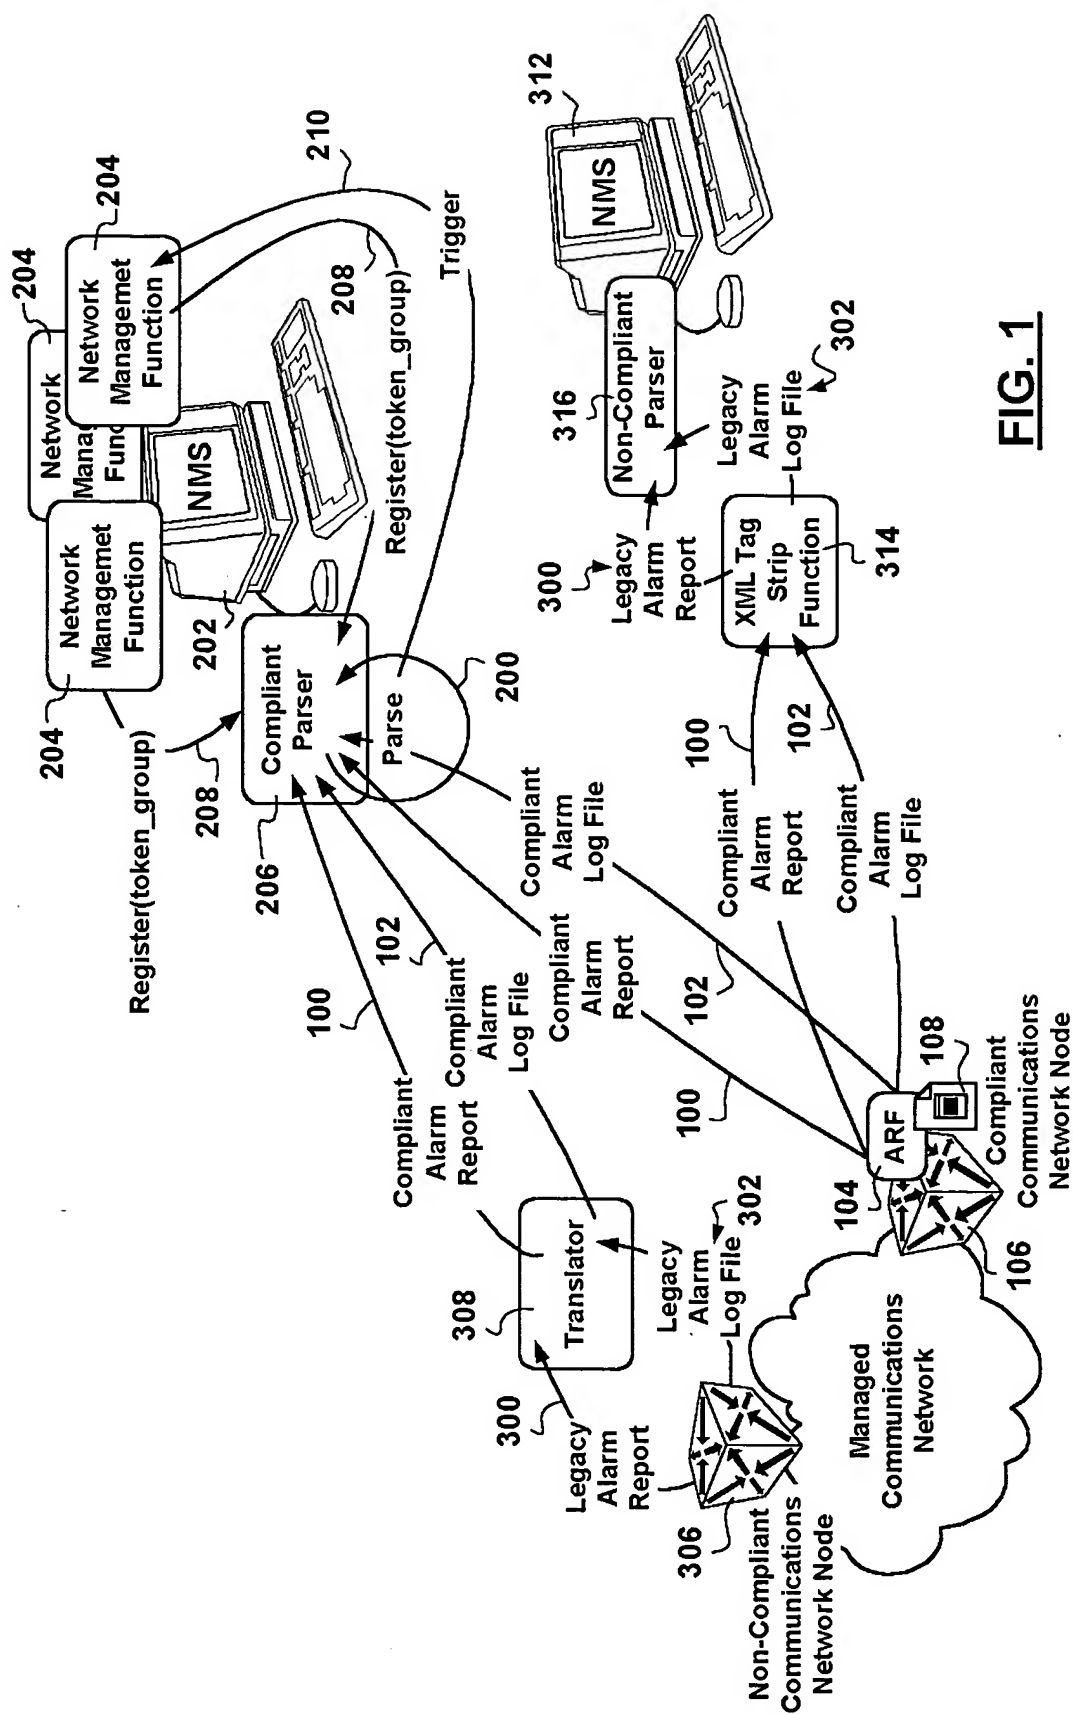 204
Network
Managemet
Function
204
Network
Manag
Func
204
Network
Managemet
Function
NMS
202
210
208
Register(token_group)
Trigger
Register(token_group)
208
206
Compliant
Parser
Parse
200
100
Compliant
Alarm
Report
102
Compliant
Alarm
Log File
Compliant
Alarm
Report
100
Compliant
Alarm
Log File
102
308
Translator
300
Legacy
Alarm
Report
Legacy
Alarm
Log File
302
306
Non-Compliant
Communications
Network Node
Managed
Communications
Network
104
ARF
108
106
Compliant
Communications
Network Node
Compliant
Alarm
Report
100
Compliant
Alarm
Log File
102
XML Tag
Strip
Function
314
300
Legacy
Alarm
Report
Legacy
Alarm
Log File
302
316
Non-Compliant
Parser
NMS
312
FIG. 1